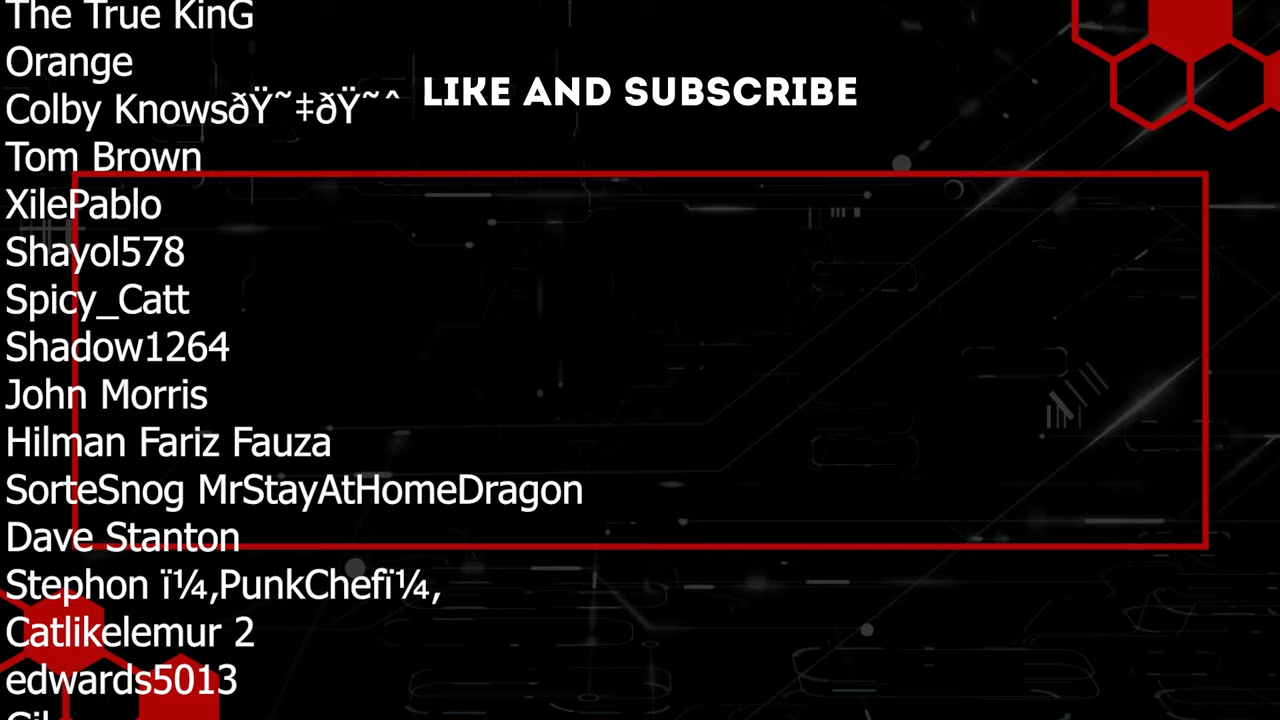 The True KinG
Orange
Colby KnowsðŸ˜‡ðŸ˜ˆ
LIKE AND SUBSCRIBE
Tom Brown
XilePablo
Shayol578
Spicy_Catt
Shadow1264
John Morris
Hilman Fariz Fauza
SorteSnog MrStayAtHomeDragon
Dave Stanton
Stephon ï¼‚PunkChefï¼‚
Catlikelemur 2
edwards5013